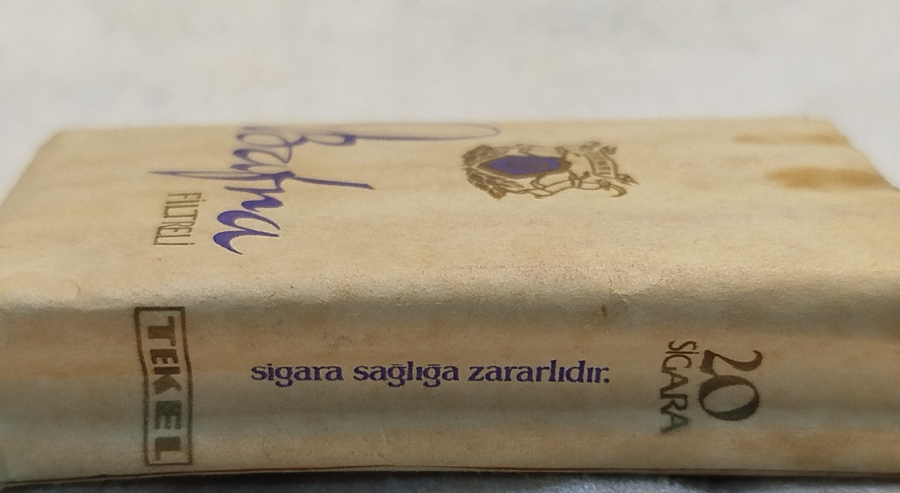 Bafra
FİLTRELİ
TEKEL
sigara sağlığa zararlıdır.
20
SİGARA